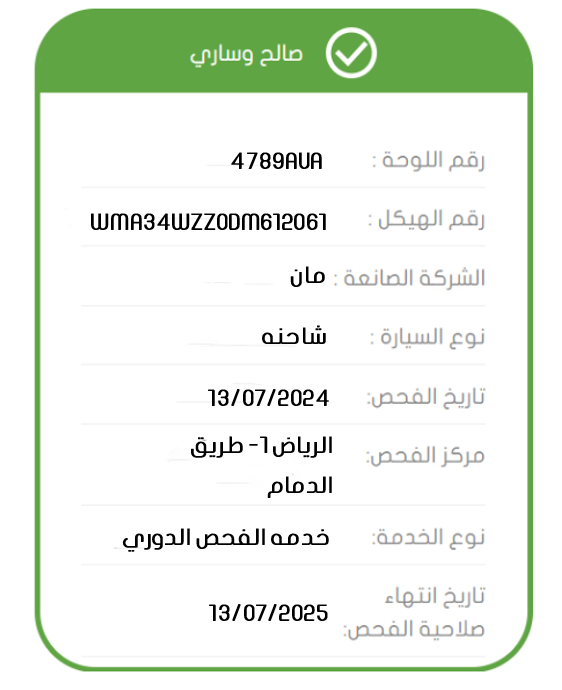 صالح وساري
رقم اللوحة : 4789AUA
رقم الهيكل : WMA34WZZ0DM612061
الشركة الصانعة : مان
نوع السيارة : شاحنه
تاريخ الفحص: 13/07/2024
مركز الفحص: الرياض 1- طريق
الدمام
نوع الخدمة: خدمه الفحص الدوري
تاريخ انتهاء
صلاحية الفحص: 13/07/2025